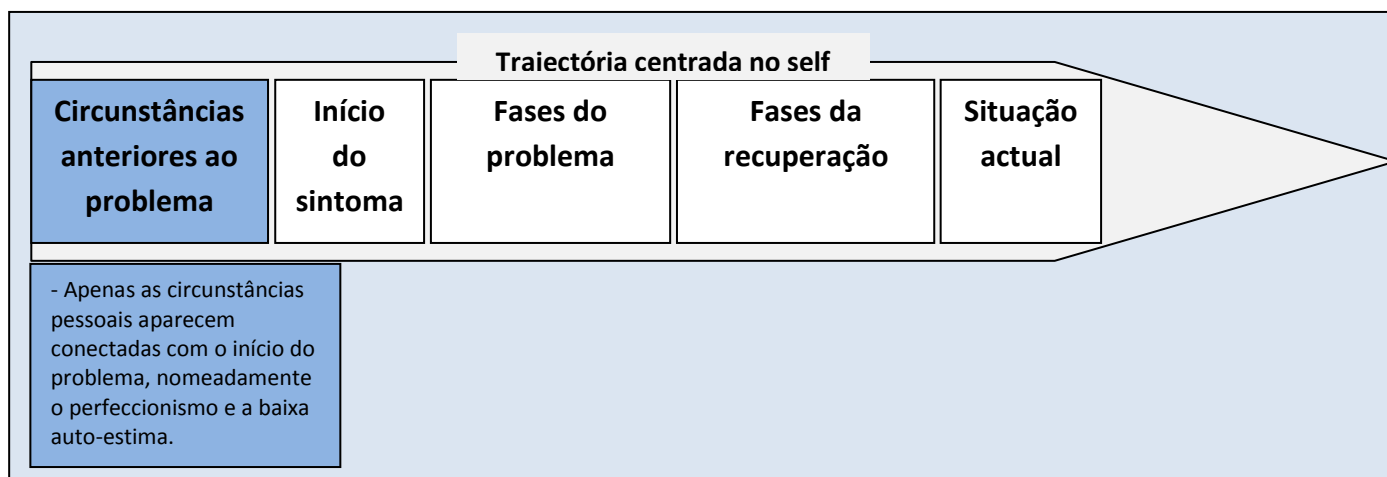 Traiectória centrada no self
Circunstâncias
anteriores ao
problema
Início
do
sintoma
Fases do
problema
Fases da
recuperação
Situação
actual
- Apenas as circunstâncias
pessoais aparecem
conectadas com o início do
problema, nomeadamente
o perfeccionismo e a baixa
auto-estima.